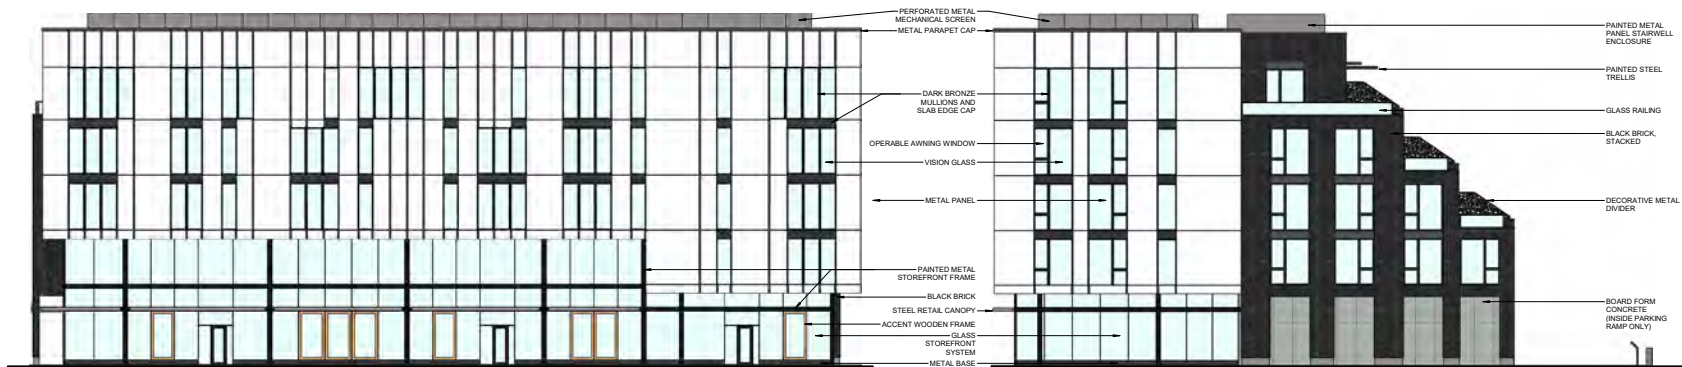 PERFORATED METAL
MECHANICAL SCREEN
METAL PARAPET CAP
DARK BRONZE
MULLIONS AND
SLAB EDGE CAP
OPERABLE AWNING WINDOW
VISION GLASS
METAL PANEL
PAINTED METAL
STOREFRONT FRAME
BLACK BRICK
STEEL RETAIL CANOPY
ACCENT WOODEN FRAME
GLASS
STOREFRONT
SYSTEM
METAL BASE
PAINTED METAL
PANEL STAIRWELL
ENCLOSURE
PAINTED STEEL
TRELLIS
GLASS RAILING
BLACK BRICK,
STACKED
DECORATIVE METAL
DIVIDER
BOARD FORM
CONCRETE
(INSIDE PARKING
RAMP ONLY)